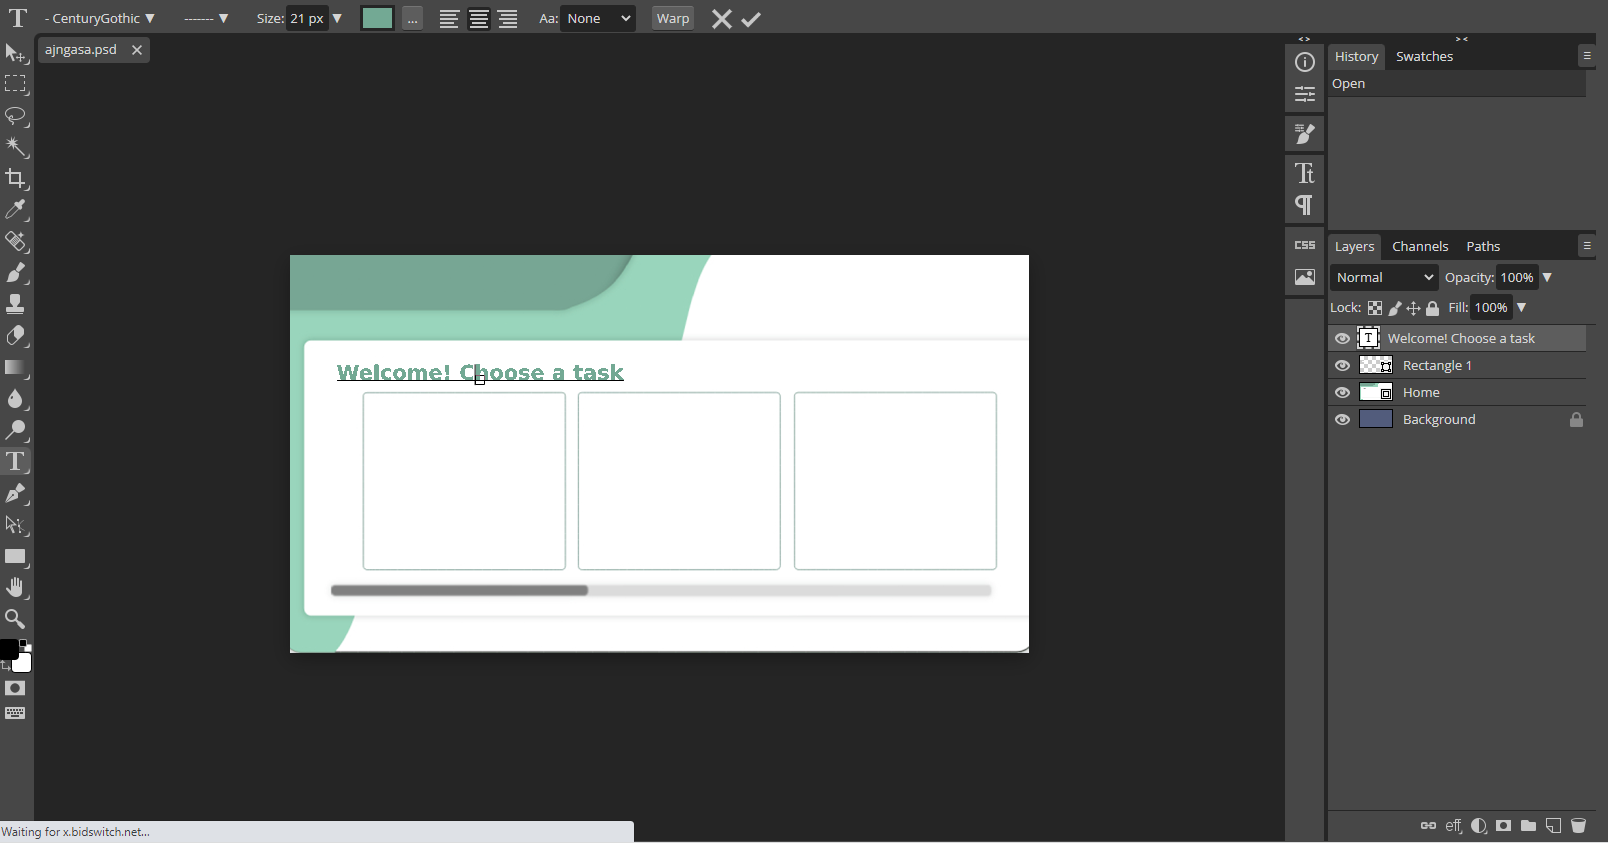 T - CenturyGothic ▼ ------- ▼ Size: 21 px ▼ ... Aa: None Warp
ajngasa.psd
< > > <
History Swatches
Open
Tt
¶
CSS
Layers Channels Paths
Normal Opacity: 100% ▼
Lock: Fill: 100% ▼
T Welcome! Choose a task
Rectangle 1
Home
Background
Welcome! Choose a task
T
eff
Waiting for x.bidswitch.net...